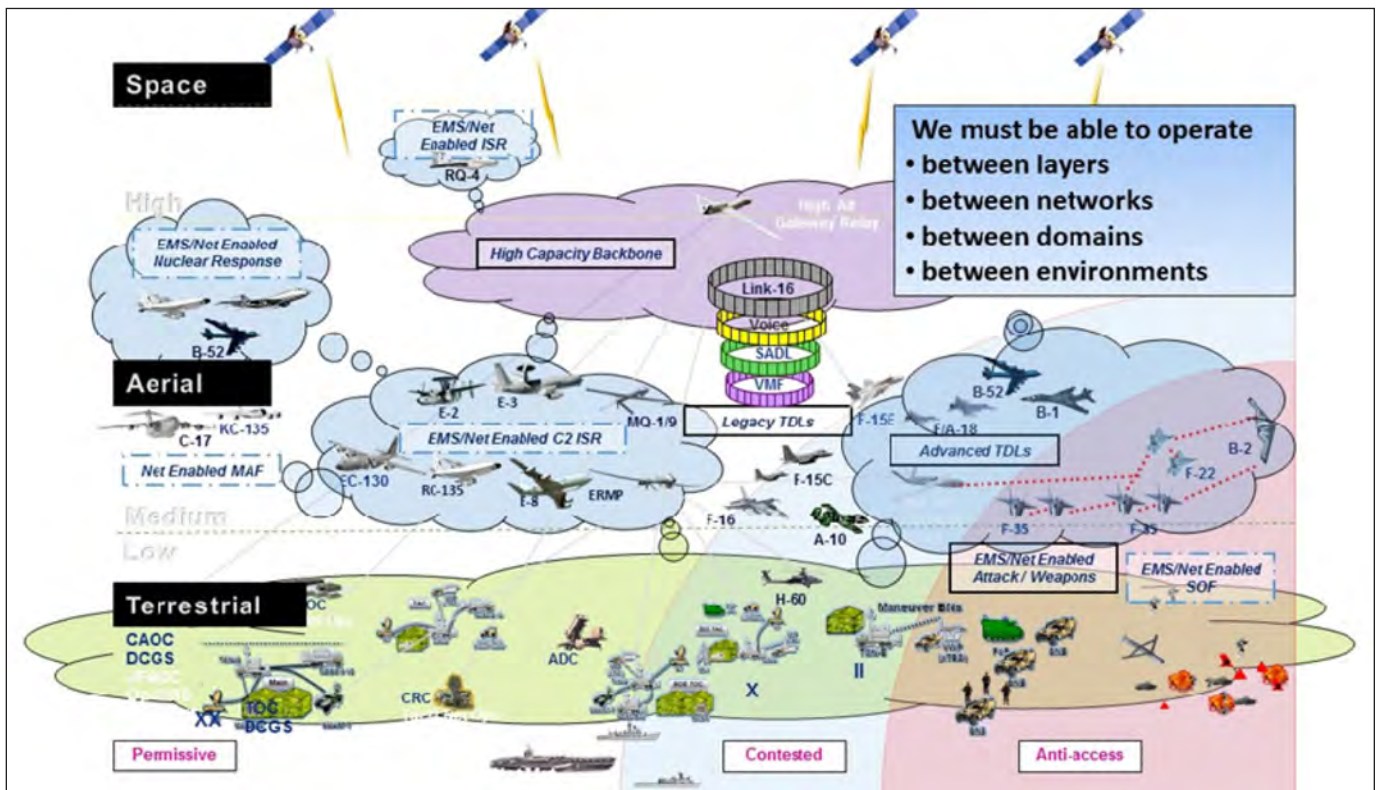 Space
EMS/Net
Enabled ISR
RQ-4
We must be able to operate
• between layers
• between networks
• between domains
• between environments
High
High Alt
Gateway Relay
EMS/Net Enabled
Nuclear Response
High Capacity Backbone
Link-16
Voice
SADL
VMF
B-52
Aerial
E-2
E-3
MQ-1/9
Legacy TDLs
F-15E
F/A-18
B-52
B-1
B-2
C-17
KC-135
EMS/Net Enabled C2 ISR
Advanced TDLs
Net Enabled MAF
EC-130
RC-135
E-8
ERMP
F-15C
F-22
F-16
A-10
F-35
F-35
Medium
Low
EMS/Net Enabled
Attack / Weapons
EMS/Net Enabled
SOF
Terrestrial
H-60
Maneuver BNs
CAOC
DCGS
ADC
Main
CRC
XX
TOC
DCGS
X
II
Permissive
Contested
Anti-access